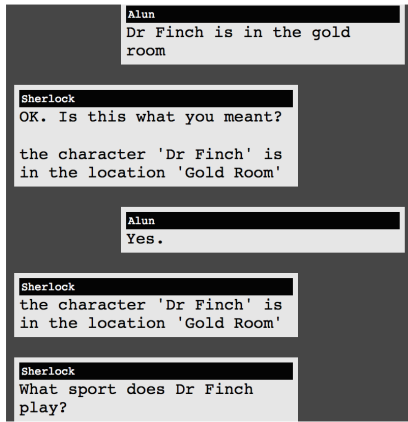 Alun
Dr Finch is in the gold
room
Sherlock
OK. Is this what you meant?
the character 'Dr Finch' is
in the location 'Gold Room'
Alun
Yes.
Sherlock
the character 'Dr Finch' is
in the location 'Gold Room'
Sherlock
What sport does Dr Finch
play?